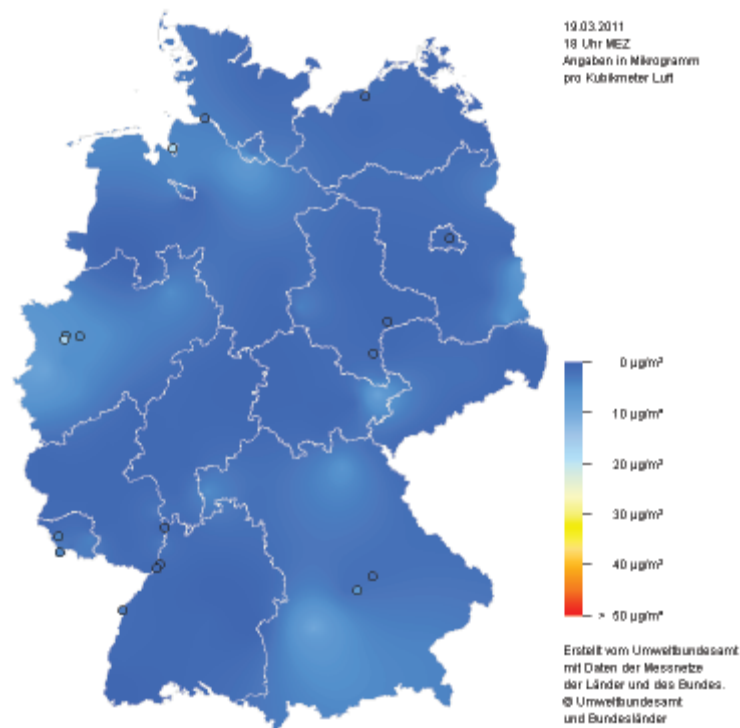 19.03.2011
18 Uhr MEZ
Angaben in Mikrogramm
pro Kubikmeter Luft
0 µg/m³
10 µg/m³
20 µg/m³
30 µg/m³
40 µg/m³
> 50 µg/m³
Erstellt vom Umweltbundesamt
mit Daten der Messnetze
der Länder und des Bundes.
© Umweltbundesamt
und Bundesländer